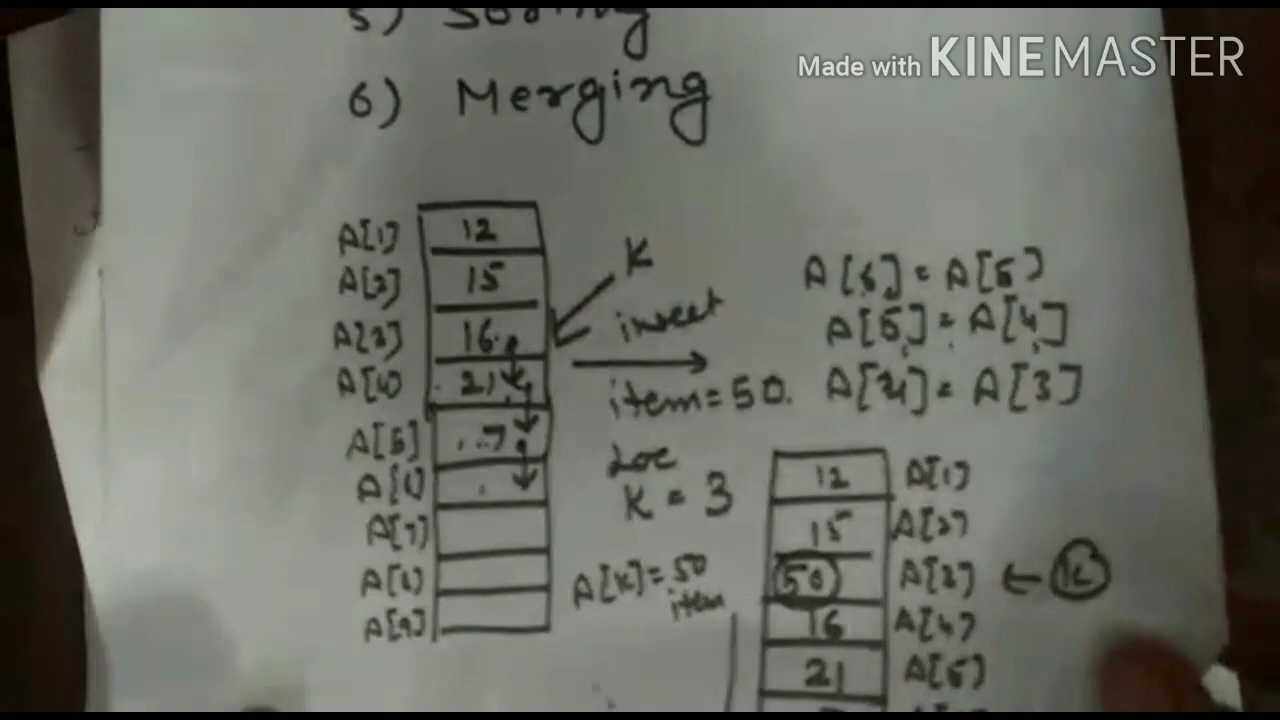 Made with KINEMASTER
6) Merging
A[1] 12
A[2] 15
A[3] 16
A[4] 21
A[5] 7
A[6]
A[7]
A[8]
A[9]
K
insert
item = 50.
Loc
K = 3
A[K] = 50
item
A[6] = A[5]
A[5] = A[4]
A[4] = A[3]
12 A[1]
15 A[2]
50 A[3] ← K
16 A[4]
21 A[5]